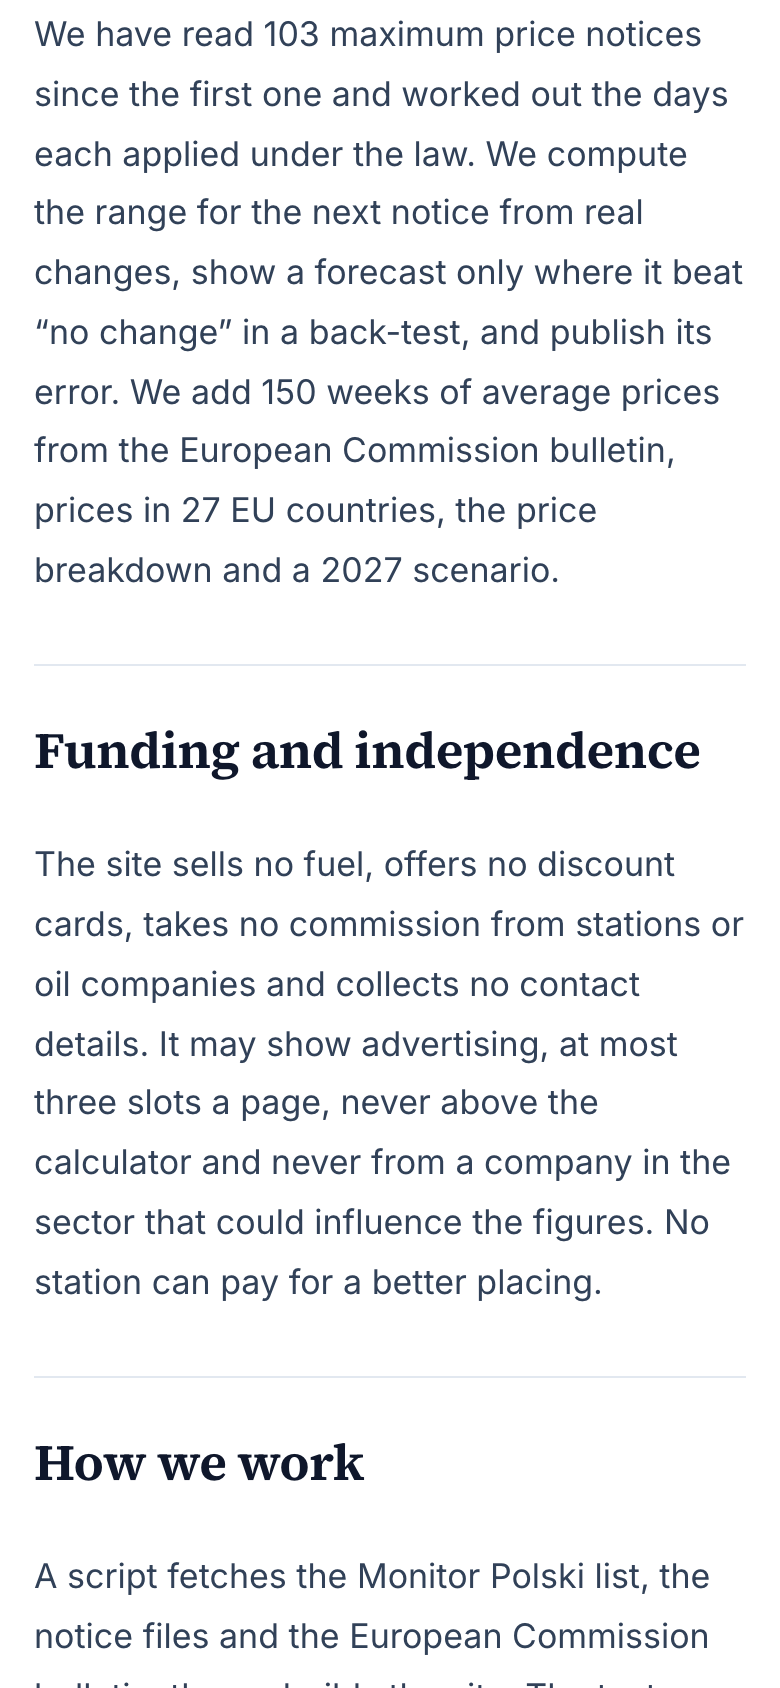 We have read 103 maximum price notices
since the first one and worked out the days
each applied under the law. We compute
the range for the next notice from real
changes, show a forecast only where it beat
“no change” in a back-test, and publish its
error. We add 150 weeks of average prices
from the European Commission bulletin,
prices in 27 EU countries, the price
breakdown and a 2027 scenario.
Funding and independence
The site sells no fuel, offers no discount
cards, takes no commission from stations or
oil companies and collects no contact
details. It may show advertising, at most
three slots a page, never above the
calculator and never from a company in the
sector that could influence the figures. No
station can pay for a better placing.
How we work
A script fetches the Monitor Polski list, the
notice files and the European Commission